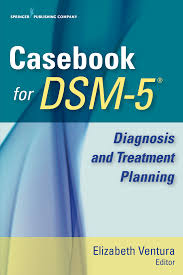 SPRINGER PUBLISHING COMPANY
Casebook
for DSM-5®
Diagnosis
and Treatment
Planning
Elizabeth Ventura
Editor